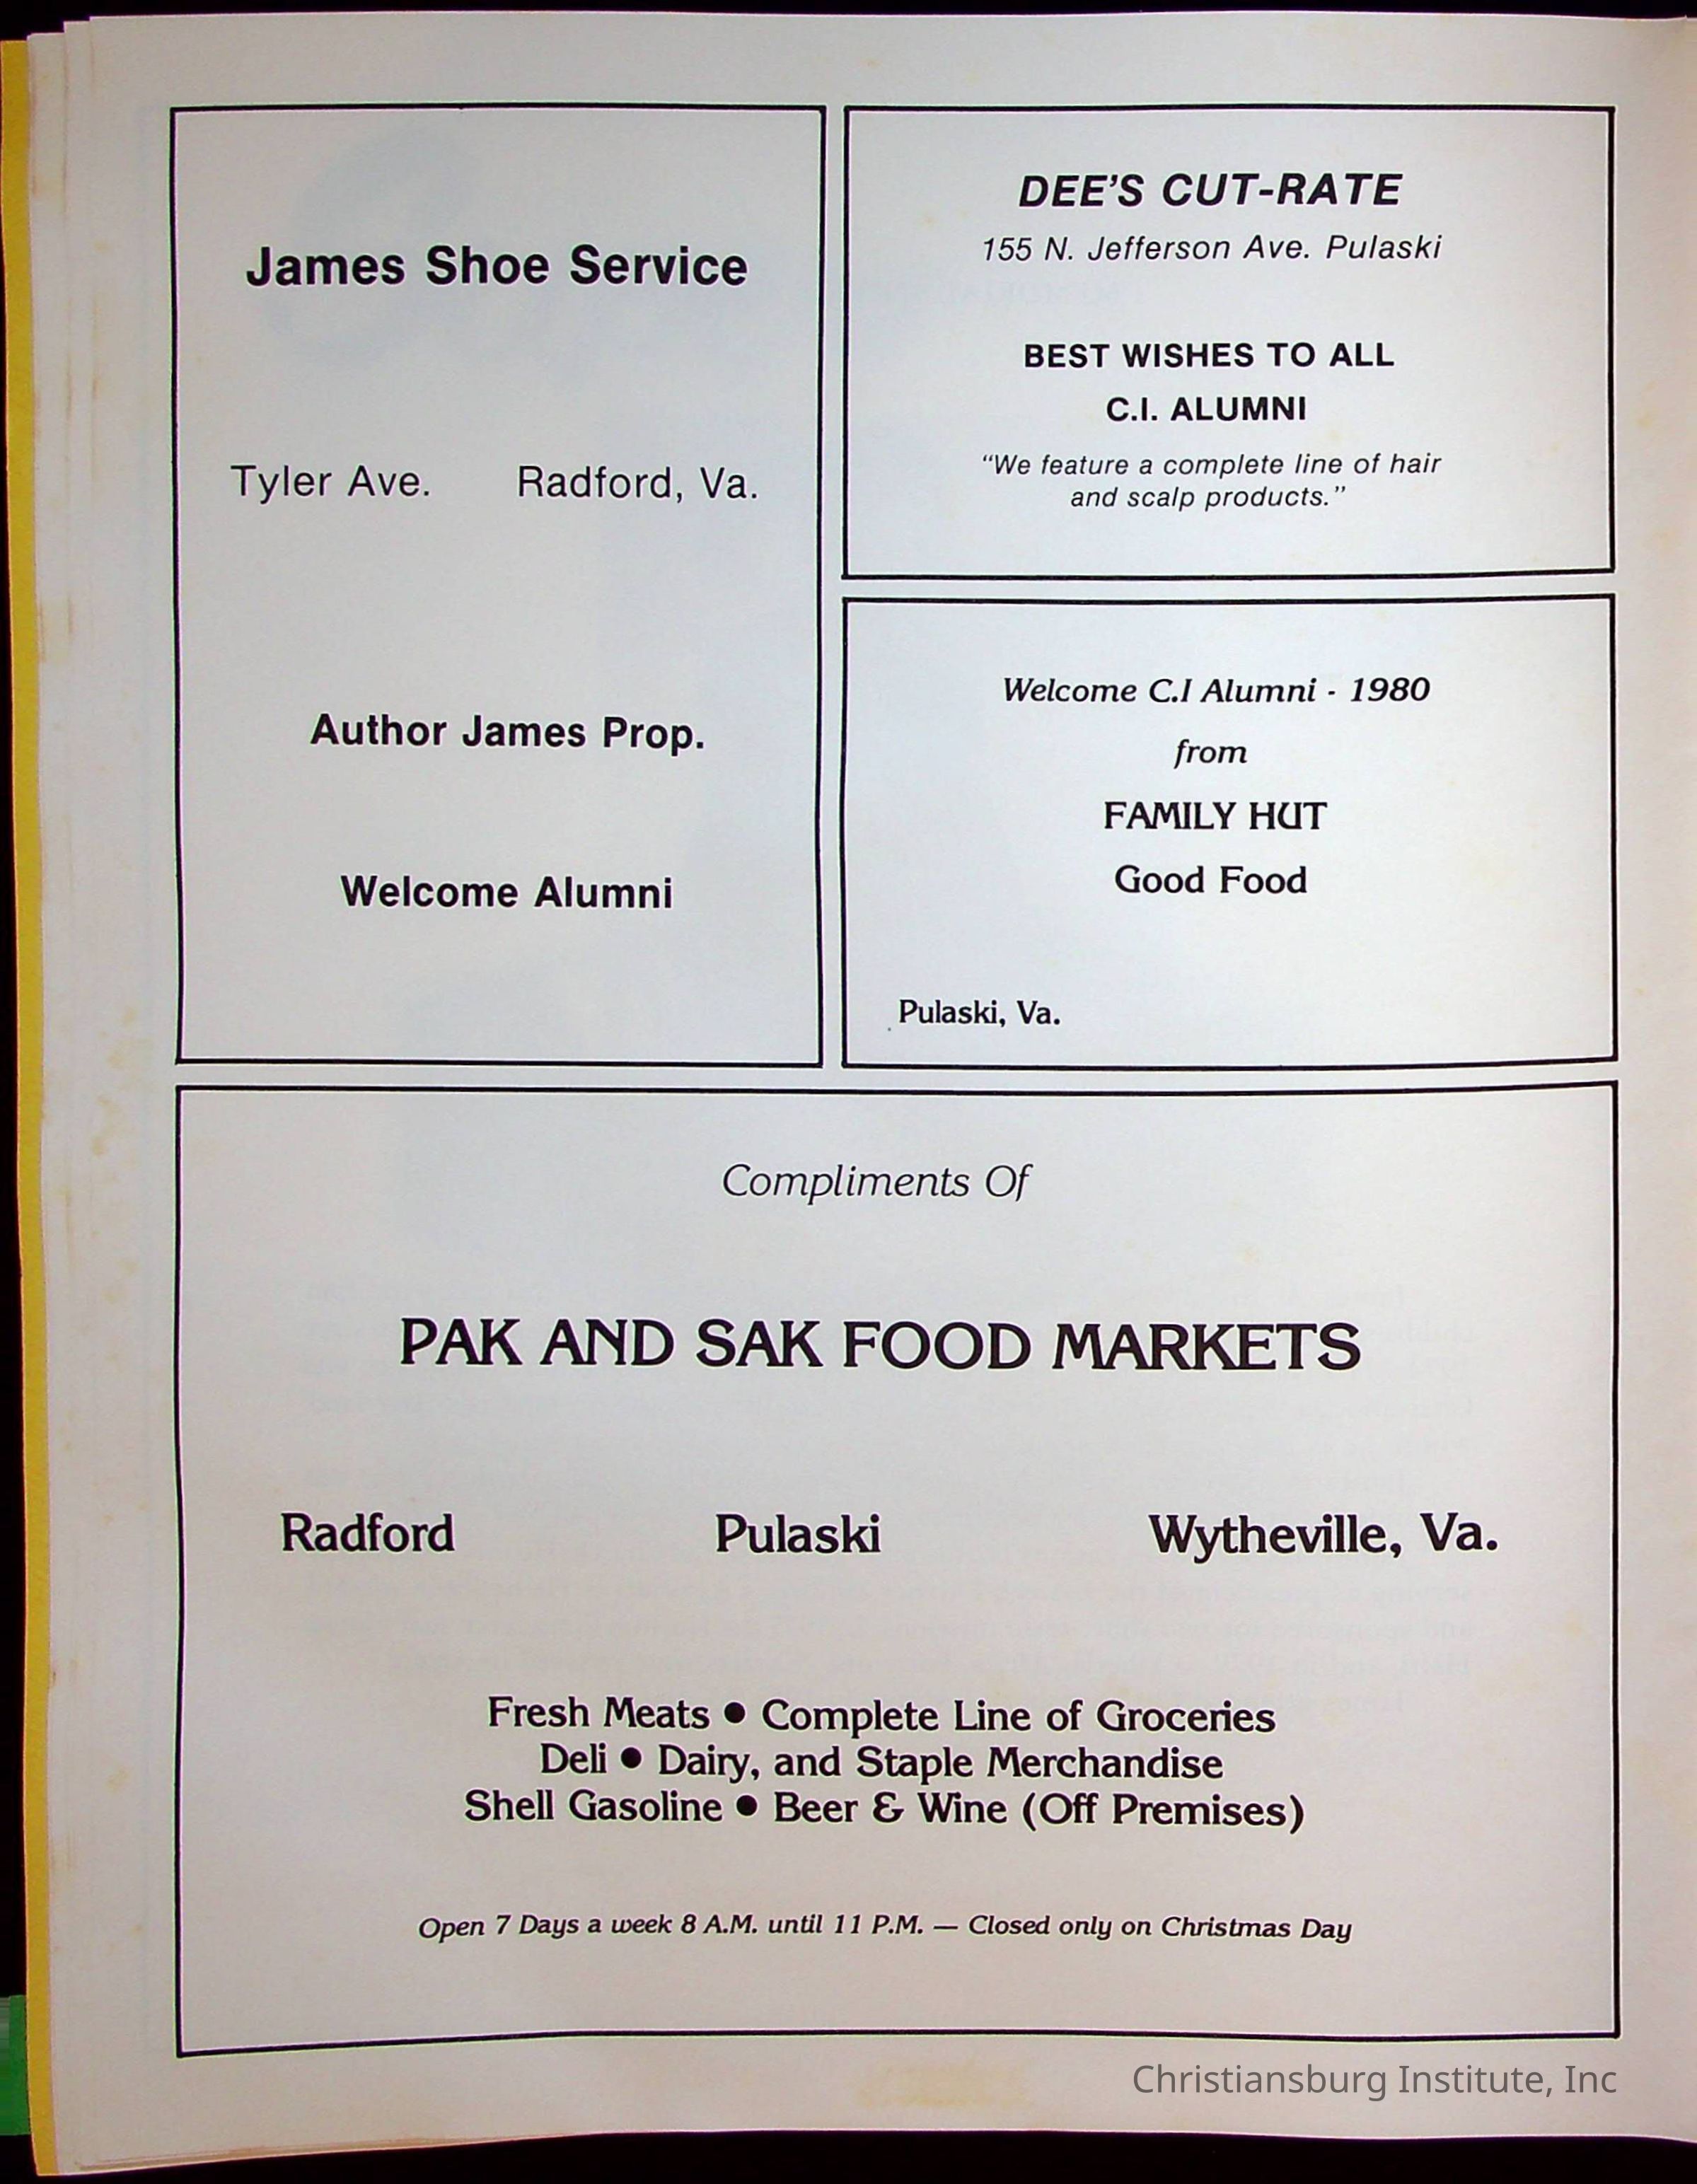 James Shoe Service
Tyler Ave. Radford, Va.
Author James Prop.
Welcome Alumni
DEE'S CUT-RATE
155 N. Jefferson Ave. Pulaski
BEST WISHES TO ALL
C.I. ALUMNI
"We feature a complete line of hair
and scalp products."
Welcome C.I Alumni - 1980
from
FAMILY HUT
Good Food
Pulaski, Va.
Compliments Of
PAK AND SAK FOOD MARKETS
Radford Pulaski Wytheville, Va.
Fresh Meats ● Complete Line of Groceries
Deli ● Dairy, and Staple Merchandise
Shell Gasoline ● Beer & Wine (Off Premises)
Open 7 Days a week 8 A.M. until 11 P.M. — Closed only on Christmas Day
Christiansburg Institute, Inc